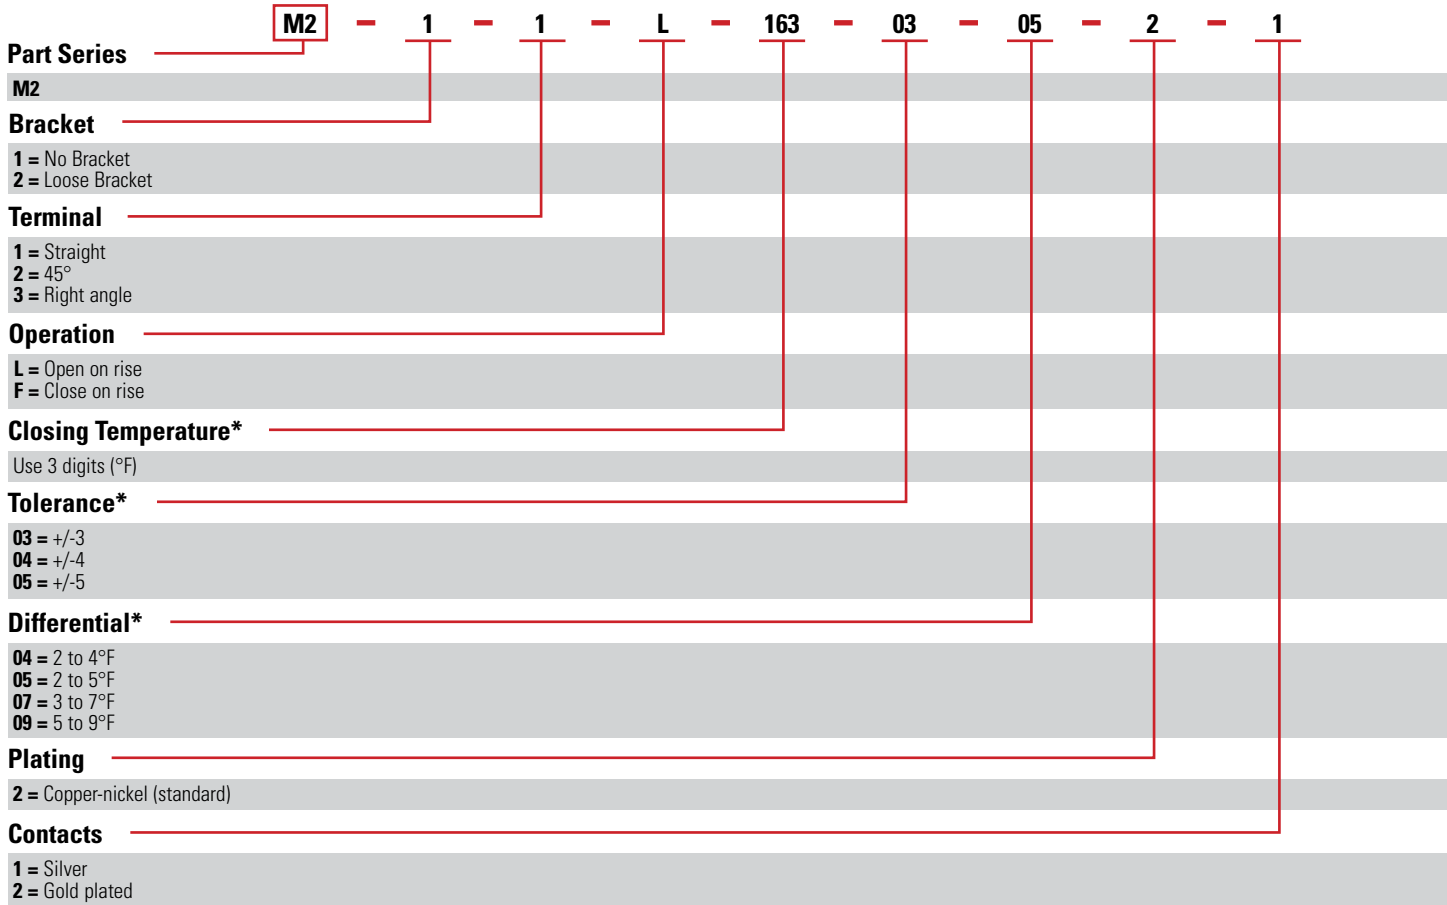 M2 – 1 – 1 – L – 163 – 03 – 05 – 2 – 1
Part Series
M2
Bracket
1 = No Bracket
2 = Loose Bracket
Terminal
1 = Straight
2 = 45°
3 = Right angle
Operation
L = Open on rise
F = Close on rise
Closing Temperature*
Use 3 digits (°F)
Tolerance*
03 = +/-3
04 = +/-4
05 = +/-5
Differential*
04 = 2 to 4°F
05 = 2 to 5°F
07 = 3 to 7°F
09 = 5 to 9°F
Plating
2 = Copper-nickel (standard)
Contacts
1 = Silver
2 = Gold plated